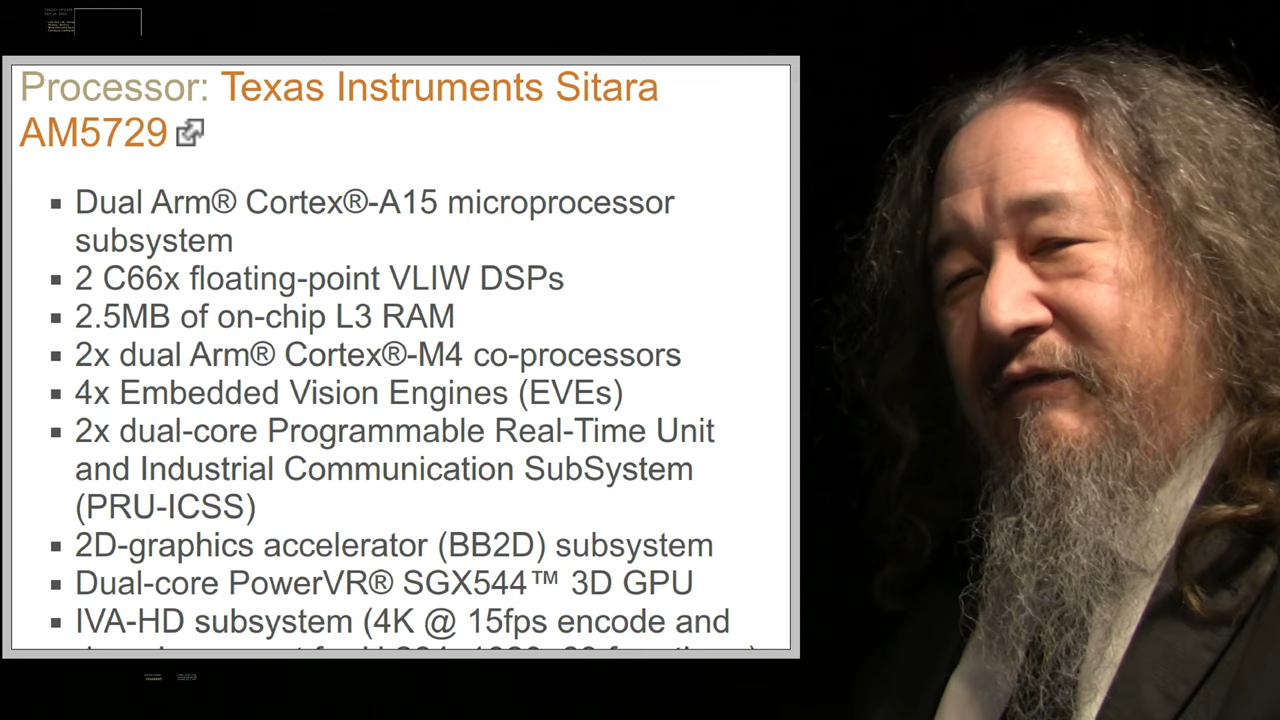 Processor: Texas Instruments Sitara
AM5729
▪ Dual Arm® Cortex®-A15 microprocessor
subsystem
▪ 2 C66x floating-point VLIW DSPs
▪ 2.5MB of on-chip L3 RAM
▪ 2x dual Arm® Cortex®-M4 co-processors
▪ 4x Embedded Vision Engines (EVEs)
▪ 2x dual-core Programmable Real-Time Unit
and Industrial Communication SubSystem
(PRU-ICSS)
▪ 2D-graphics accelerator (BB2D) subsystem
▪ Dual-core PowerVR® SGX544™ 3D GPU
▪ IVA-HD subsystem (4K @ 15fps encode and